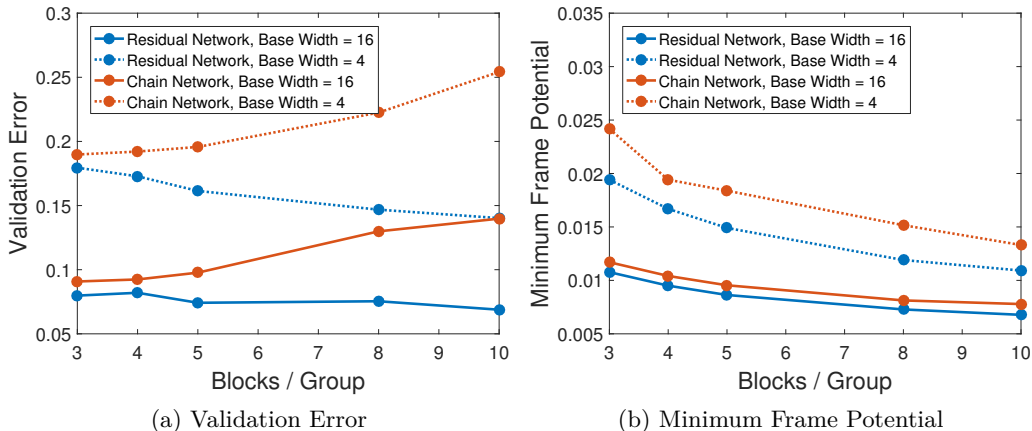 0.3
0.25
0.2
0.15
0.1
0.05
Validation Error
Residual Network, Base Width = 16
Residual Network, Base Width = 4
Chain Network, Base Width = 16
Chain Network, Base Width = 4
3 4 5 6 7 8 9 10
Blocks / Group
(a) Validation Error
0.035
0.03
0.025
0.02
0.015
0.01
0.005
Minimum Frame Potential
Residual Network, Base Width = 16
Residual Network, Base Width = 4
Chain Network, Base Width = 16
Chain Network, Base Width = 4
3 4 5 6 7 8 9 10
Blocks / Group
(b) Minimum Frame Potential